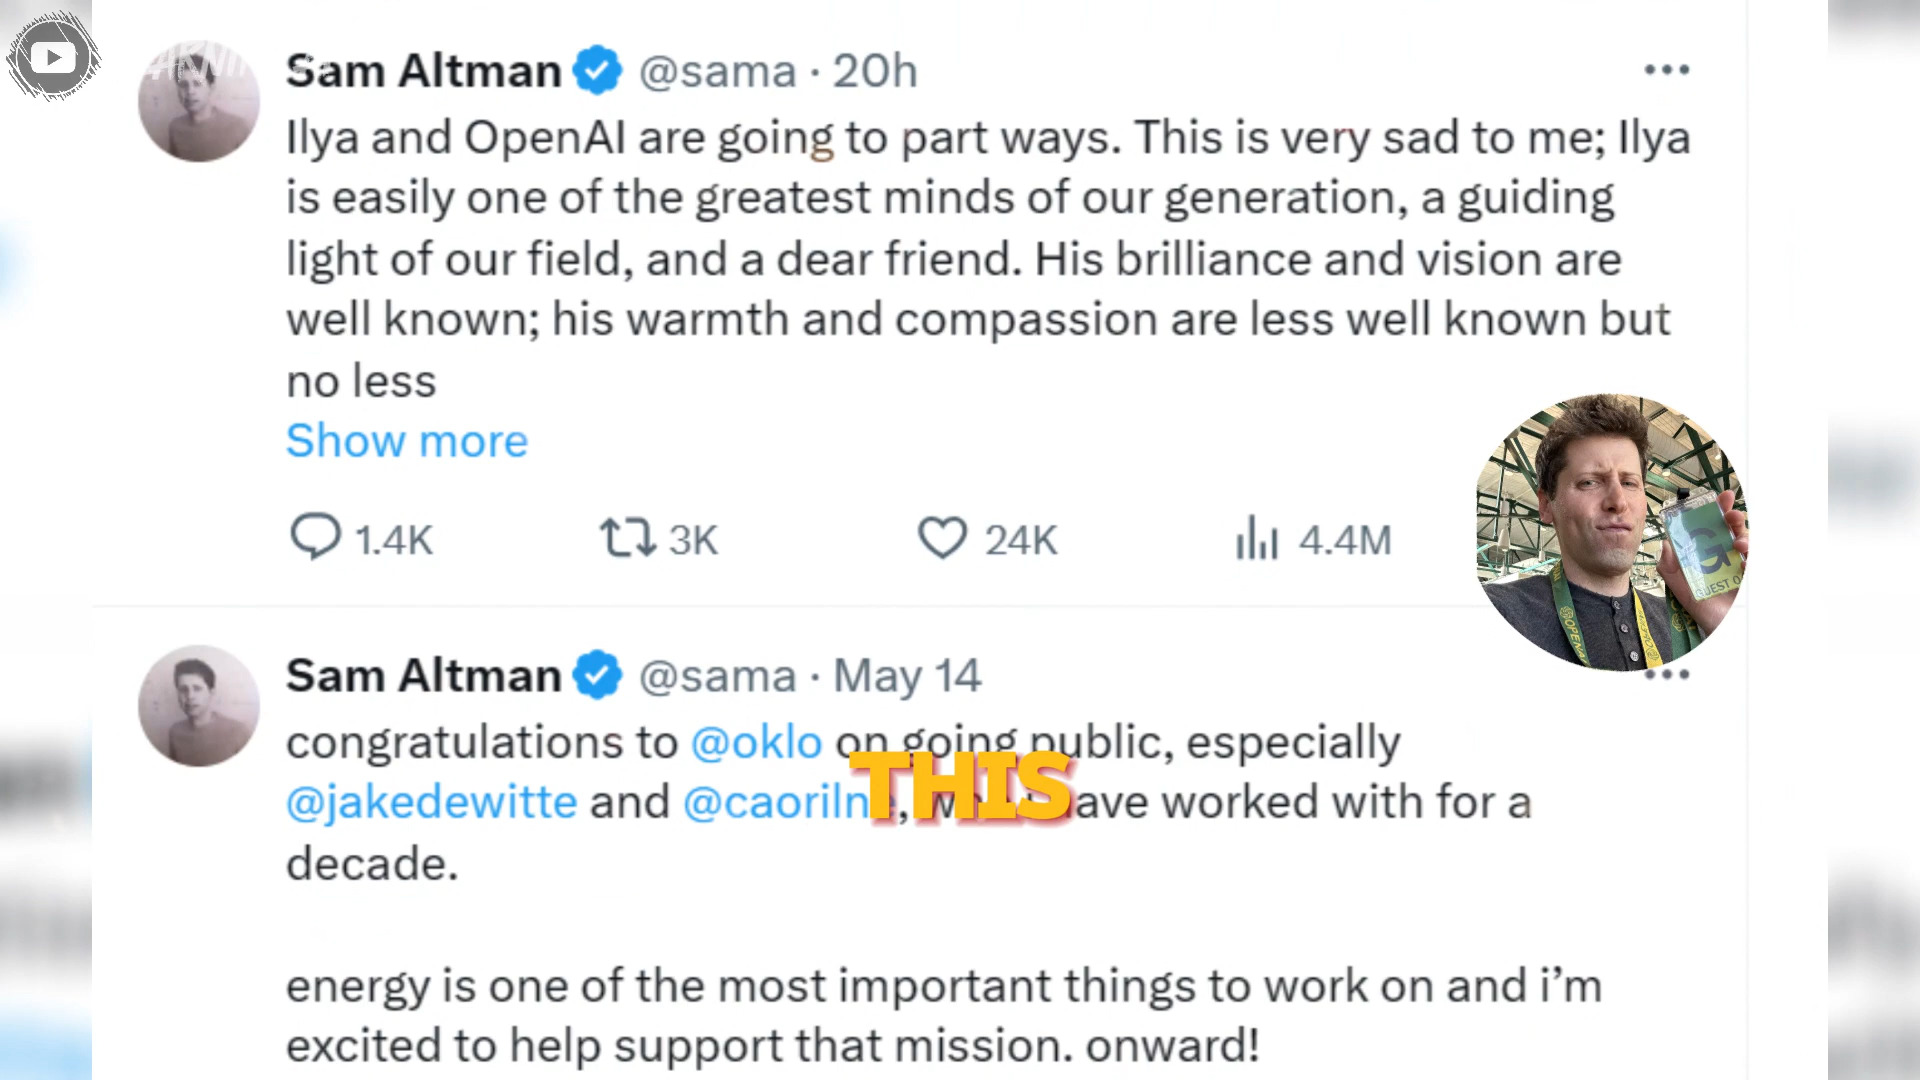 Sam Altman @sama · 20h
Ilya and OpenAI are going to part ways. This is very sad to me; Ilya
is easily one of the greatest minds of our generation, a guiding
light of our field, and a dear friend. His brilliance and vision are
well known; his warmth and compassion are less well known but
no less
Show more
1.4K 3K 24K 4.4M
G
GUEST
OPENAI
Sam Altman @sama · May 14
congratulations to @oklo on going public, especially
THIS
@jakedewitte and @caorilne, have worked with for a
decade.
energy is one of the most important things to work on and i’m
excited to help support that mission. onward!